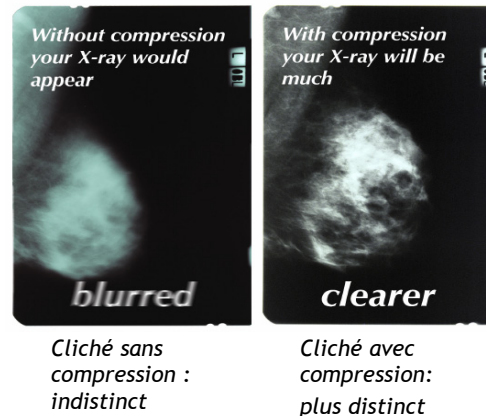 Without compression
your X-ray would
appear
blurred
With compression
your X-ray will be
much
clearer
Cliché sans
compression :
indistinct
Cliché avec
compression:
plus distinct